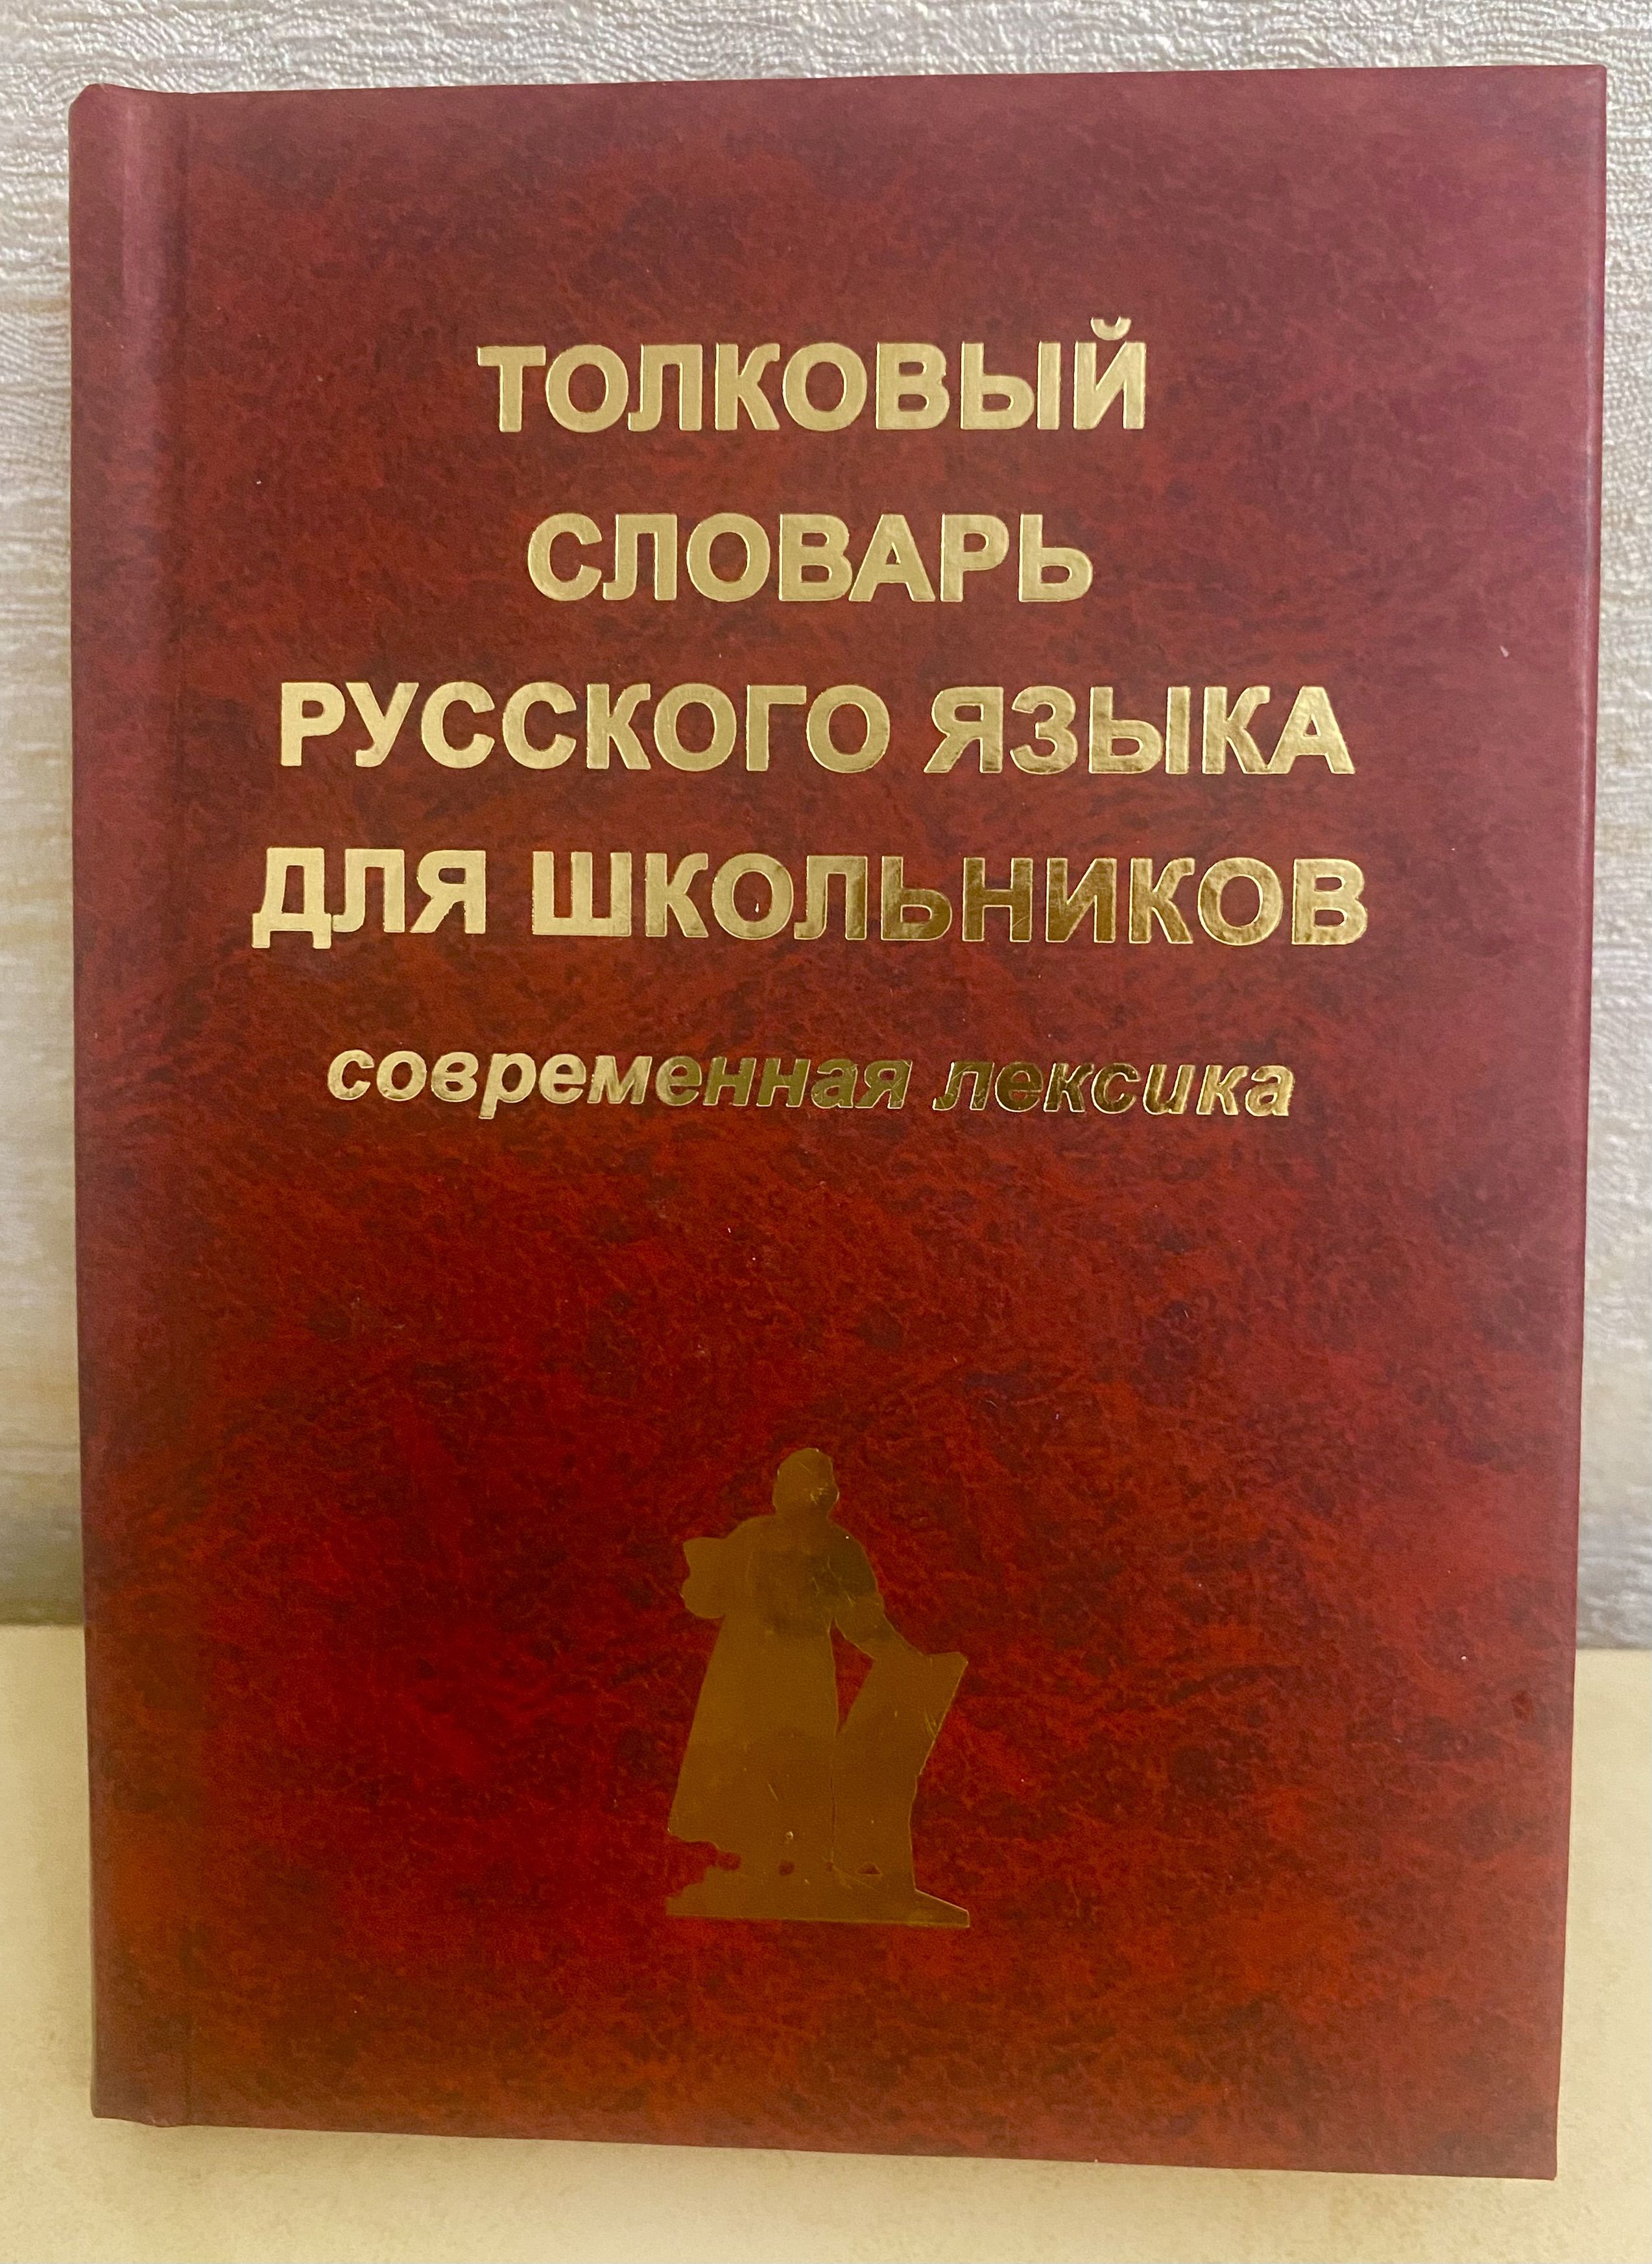 ТОЛКОВЫЙ
СЛОВАРЬ
РУССКОГО ЯЗЫКА
ДЛЯ ШКОЛЬНИКОВ
современная лексика